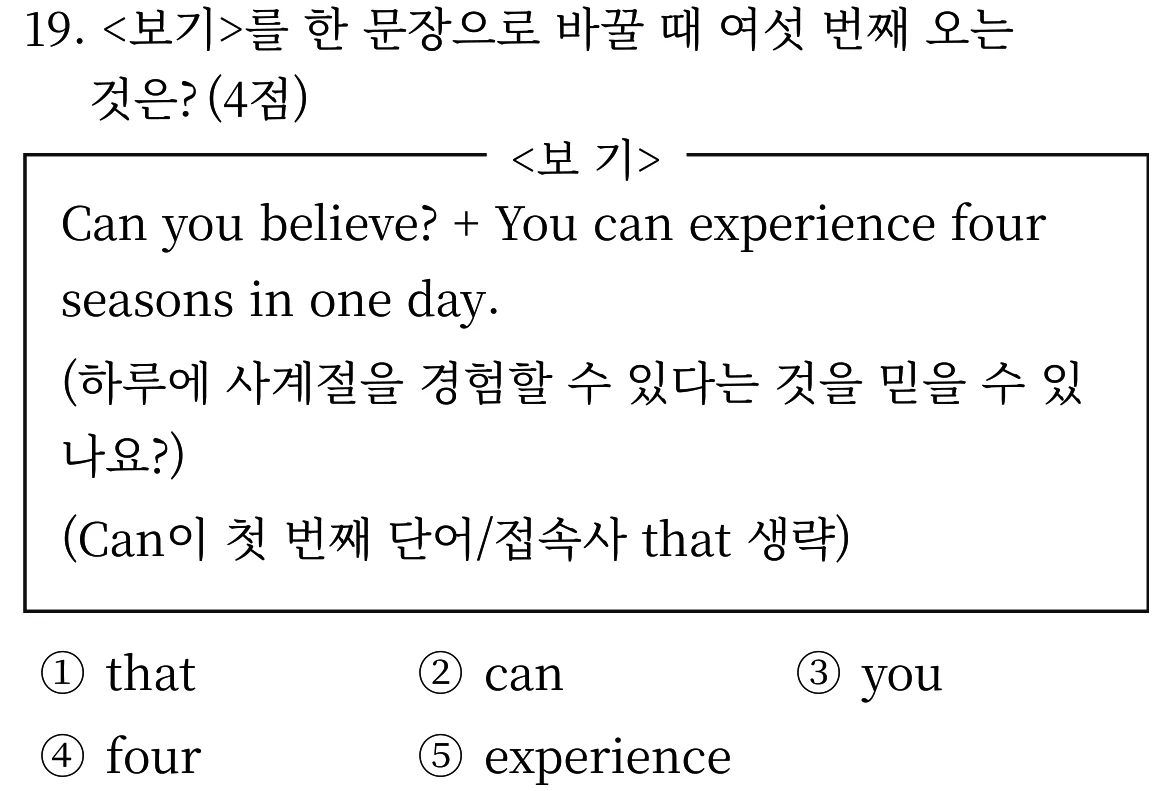 19. <보기>를 한 문장으로 바꿀 때 여섯 번째 오는
것은? (4점)
<보 기>
Can you believe? + You can experience four
seasons in one day.
(하루에 사계절을 경험할 수 있다는 것을 믿을 수 있
나요?)
(Can이 첫 번째 단어/접속사 that 생략)
① that ② can ③ you
④ four ⑤ experience